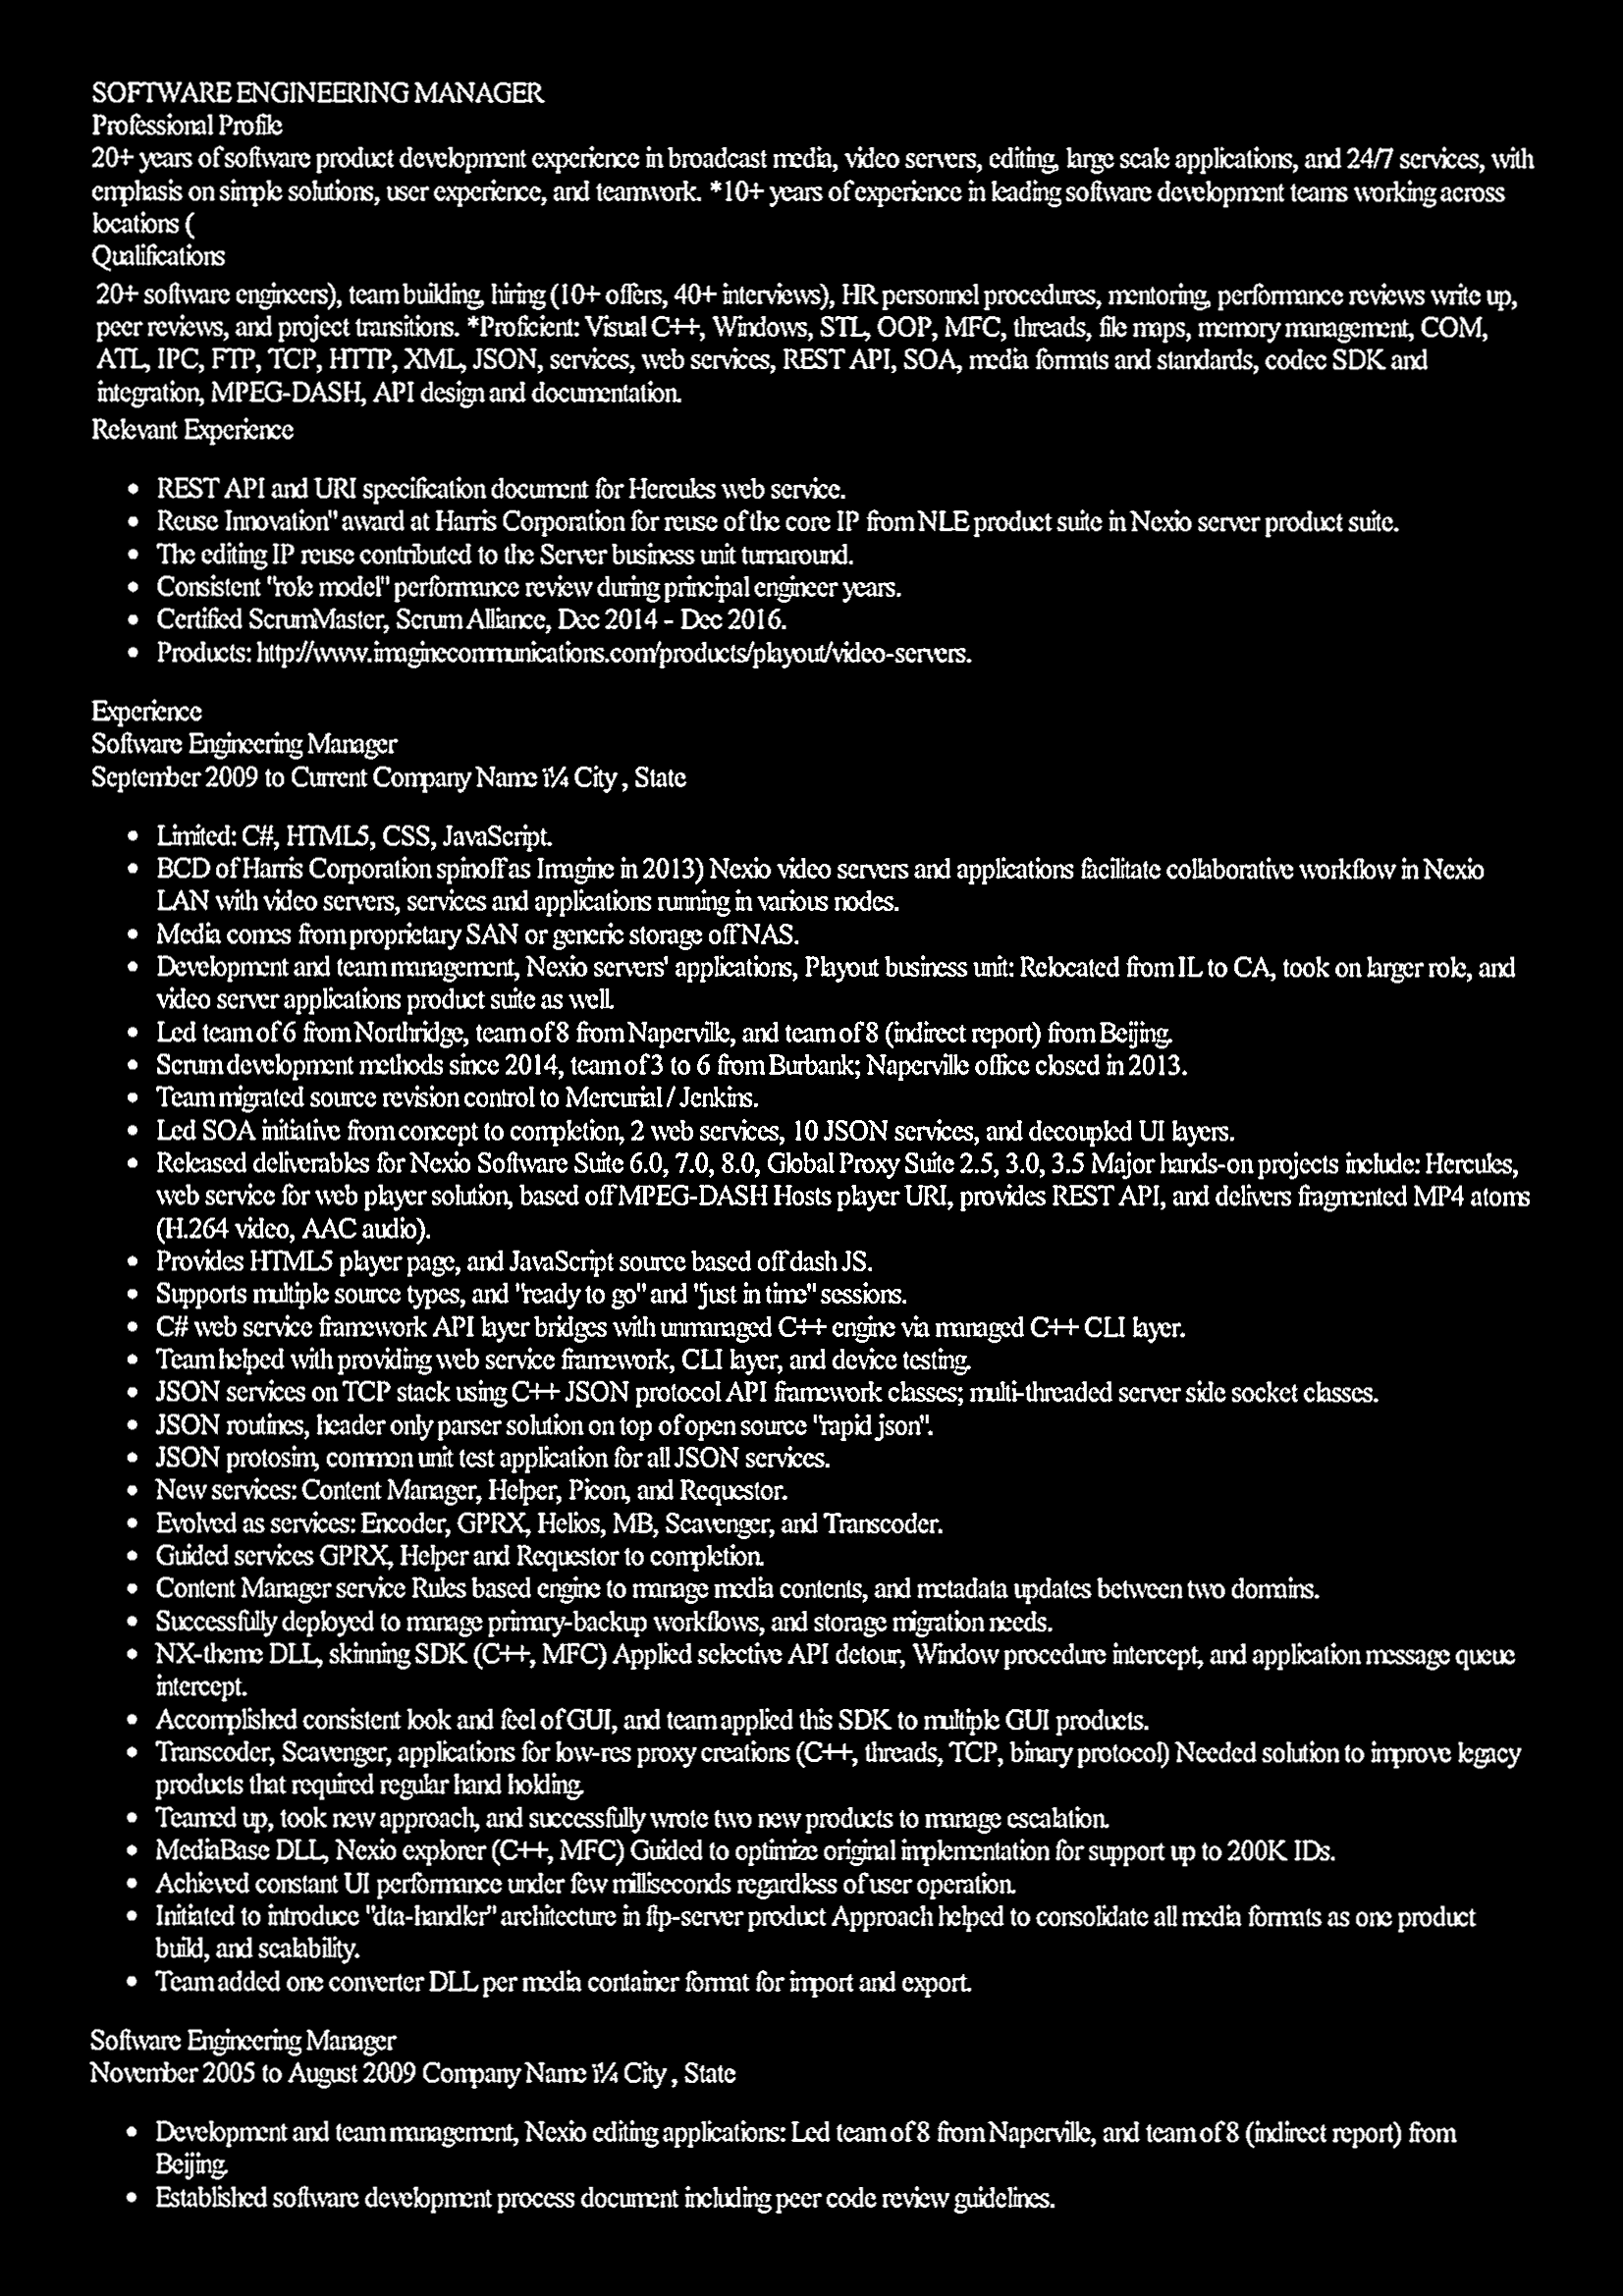 SOFTWARE ENGINEERING MANAGER
Professional Profile
20+ years of software product development experience in broadcast media, video servers, editing, large scale applications, and 24/7 services, with
emphasis on simple solutions, user experience, and teamwork. *10+ years of experience in leading software development teams working across
locations (
Qualifications
20+ software engineers), team building, hiring (10+ offers, 40+ interviews), HR personnel procedures, mentoring, performance reviews write up,
peer reviews, and project transitions. *Proficient: Visual C++, Windows, STL, OOP, MFC, threads, file maps, memory management, COM,
ATL, IPC, FTP, TCP, HTTP, XML, JSON, services, web services, REST API, SOA, media formats and standards, codec SDK and
integration, MPEG-DASH, API design and documentation.
Relevant Experience
• REST API and URI specification document for Hercules web service.
• Reuse Innovation" award at Harris Corporation for reuse of the core IP from NLE product suite in Nexio server product suite.
• The editing IP reuse contributed to the Server business unit turnaround.
• Consistent "role model" performance review during principal engineer years.
• Certified ScrumMaster, Scrum Alliance, Dec 2014 - Dec 2016.
• Products: http://www.imaginecommunications.com/products/playout/video-servers.
Experience
Software Engineering Manager
September 2009 to Current Company Name ï¼ City , State
• Limited: C#, HTML5, CSS, JavaScript.
• BCD of Harris Corporation spinoff as Imagine in 2013) Nexio video servers and applications facilitate collaborative workflow in Nexio
LAN with video servers, services and applications running in various nodes.
• Media comes from proprietary SAN or generic storage off NAS.
• Development and team management, Nexio servers' applications, Playout business unit: Relocated from IL to CA, took on larger role, and
video server applications product suite as well.
• Led team of 6 from Northridge, team of 8 from Naperville, and team of 8 (indirect report) from Beijing.
• Scrum development methods since 2014, team of 3 to 6 from Burbank; Naperville office closed in 2013.
• Team migrated source revision control to Mercurial / Jenkins.
• Led SOA initiative from concept to completion, 2 web services, 10 JSON services, and decoupled UI layers.
• Released deliverables for Nexio Software Suite 6.0, 7.0, 8.0, Global Proxy Suite 2.5, 3.0, 3.5 Major hands-on projects include: Hercules,
web service for web player solution, based off MPEG-DASH Hosts player URI, provides REST API, and delivers fragmented MP4 atoms
(H.264 video, AAC audio).
• Provides HTML5 player page, and JavaScript source based off dash JS.
• Supports multiple source types, and "ready to go" and "just in time" sessions.
• C# web service framework API layer bridges with unmanaged C++ engine via managed C++ CLI layer.
• Team helped with providing web service framework, CLI layer, and device testing.
• JSON services on TCP stack using C++ JSON protocol API framework classes; multi-threaded server side socket classes.
• JSON routines, header only parser solution on top of open source "rapid json".
• JSON protosim, common unit test application for all JSON services.
• New services: Content Manager, Helper, Picon, and Requestor.
• Evolved as services: Encoder, GPRX, Helios, MB, Scavenger, and Transcoder.
• Guided services GPRX, Helper and Requestor to completion.
• Content Manager service Rules based engine to manage media contents, and metadata updates between two domains.
• Successfully deployed to manage primary-backup workflows, and storage migration needs.
• NX-theme DLL, skinning SDK (C++, MFC) Applied selective API detour, Window procedure intercept, and application message queue
intercept.
• Accomplished consistent look and feel of GUI, and team applied this SDK to multiple GUI products.
• Transcoder, Scavenger, applications for low-res proxy creations (C++, threads, TCP, binary protocol) Needed solution to improve legacy
products that required regular hand holding.
• Teamed up, took new approach, and successfully wrote two new products to manage escalation.
• MediaBase DLL, Nexio explorer (C++, MFC) Guided to optimize original implementation for support up to 200K IDs.
• Achieved constant UI performance under few milliseconds regardless of user operation.
• Initiated to introduce "dta-handler" architecture in ftp-server product Approach helped to consolidate all media formats as one product
build, and scalability.
• Team added one converter DLL per media container format for import and export.
Software Engineering Manager
November 2005 to August 2009 Company Name ï¼ City , State
• Development and team management, Nexio editing applications: Led team of 8 from Naperville, and team of 8 (indirect report) from
Beijing.
• Established software development process document including peer code review guidelines.